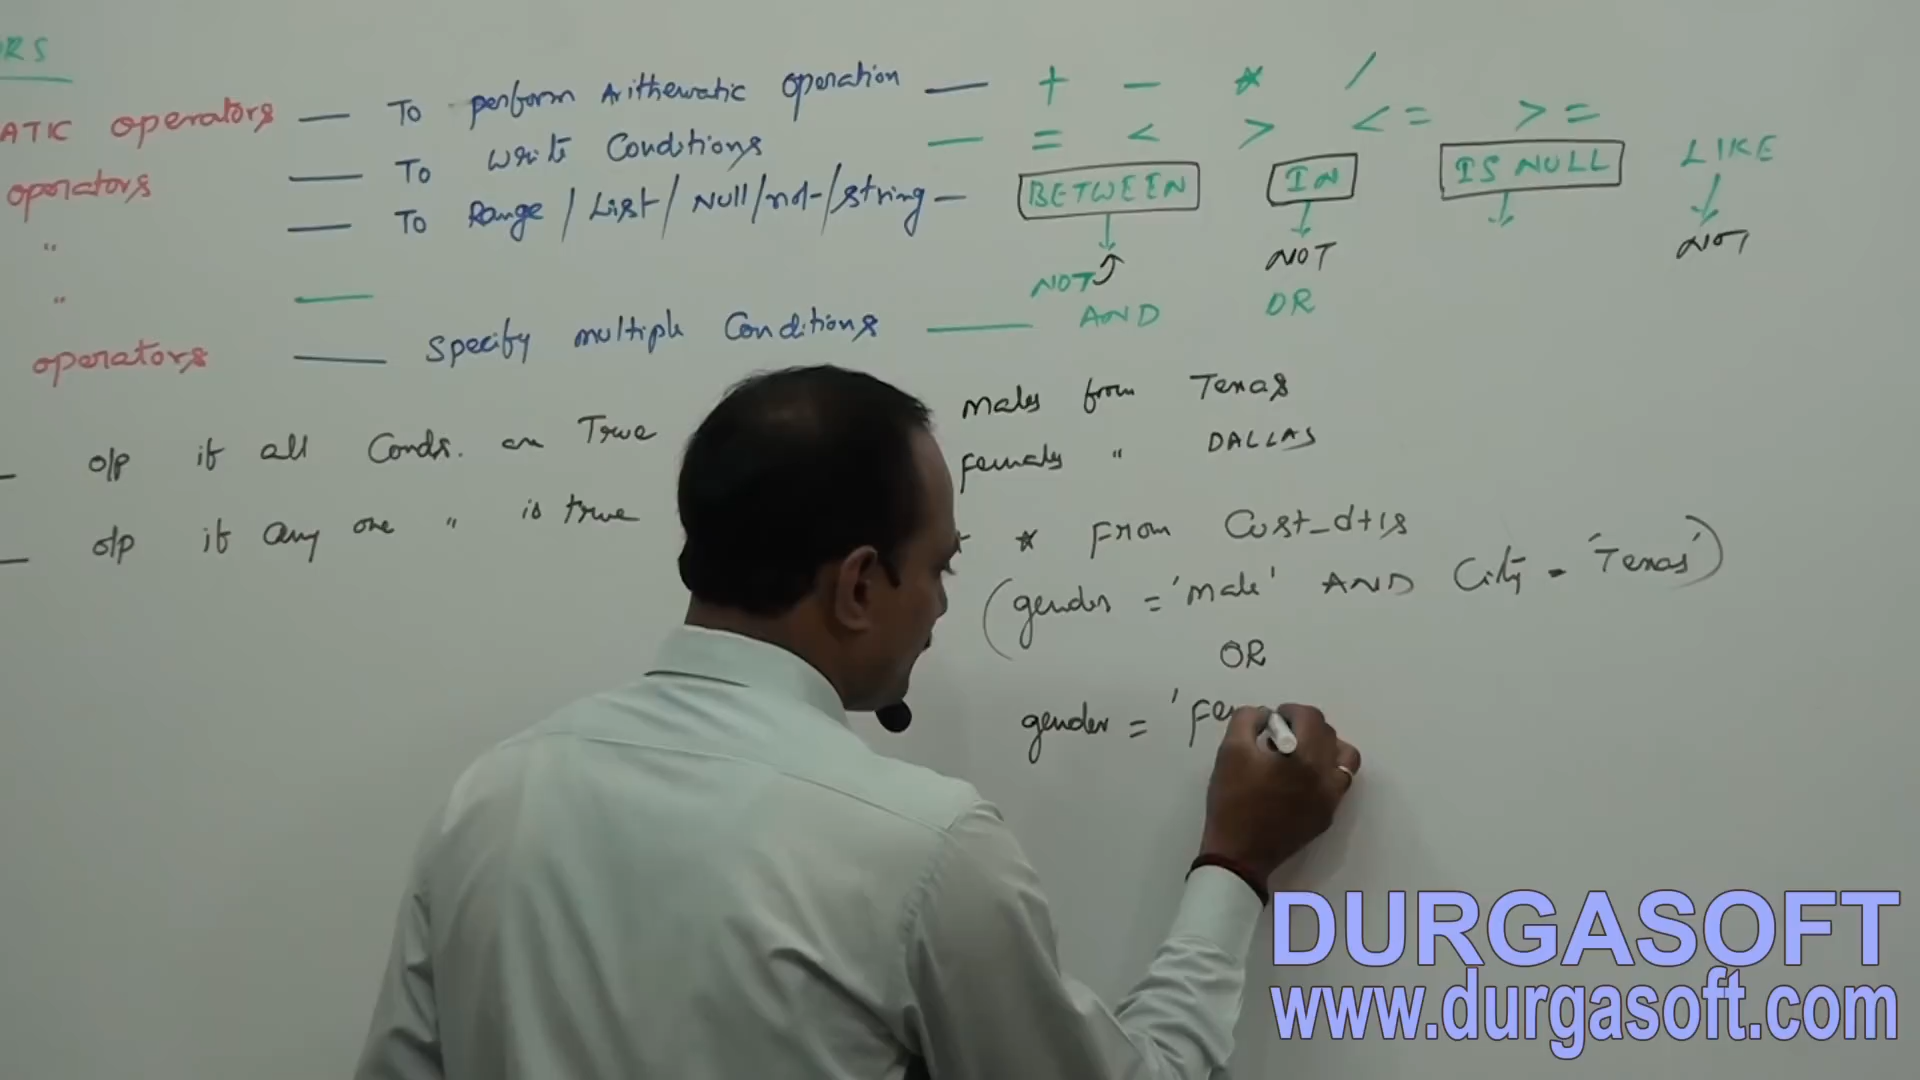 ORS
ATIC operators — To perform Arithematic operation — + - * /
operators — To write Conditions — = < > <= >=
" — To Range / List / Null / not- / string — BETWEEN IN IS NULL LIKE
NOT NOT NOT
" —
operators — Specify multiple Conditions — AND OR
- o/p if all Conds. are True
males from Texas
- o/p if any one " is true
females " DALLAS
* From Cust_dtls
(gender = 'male' AND City = 'Texas')
OR
gender = 'Fe
DURGASOFT
www.durgasoft.com